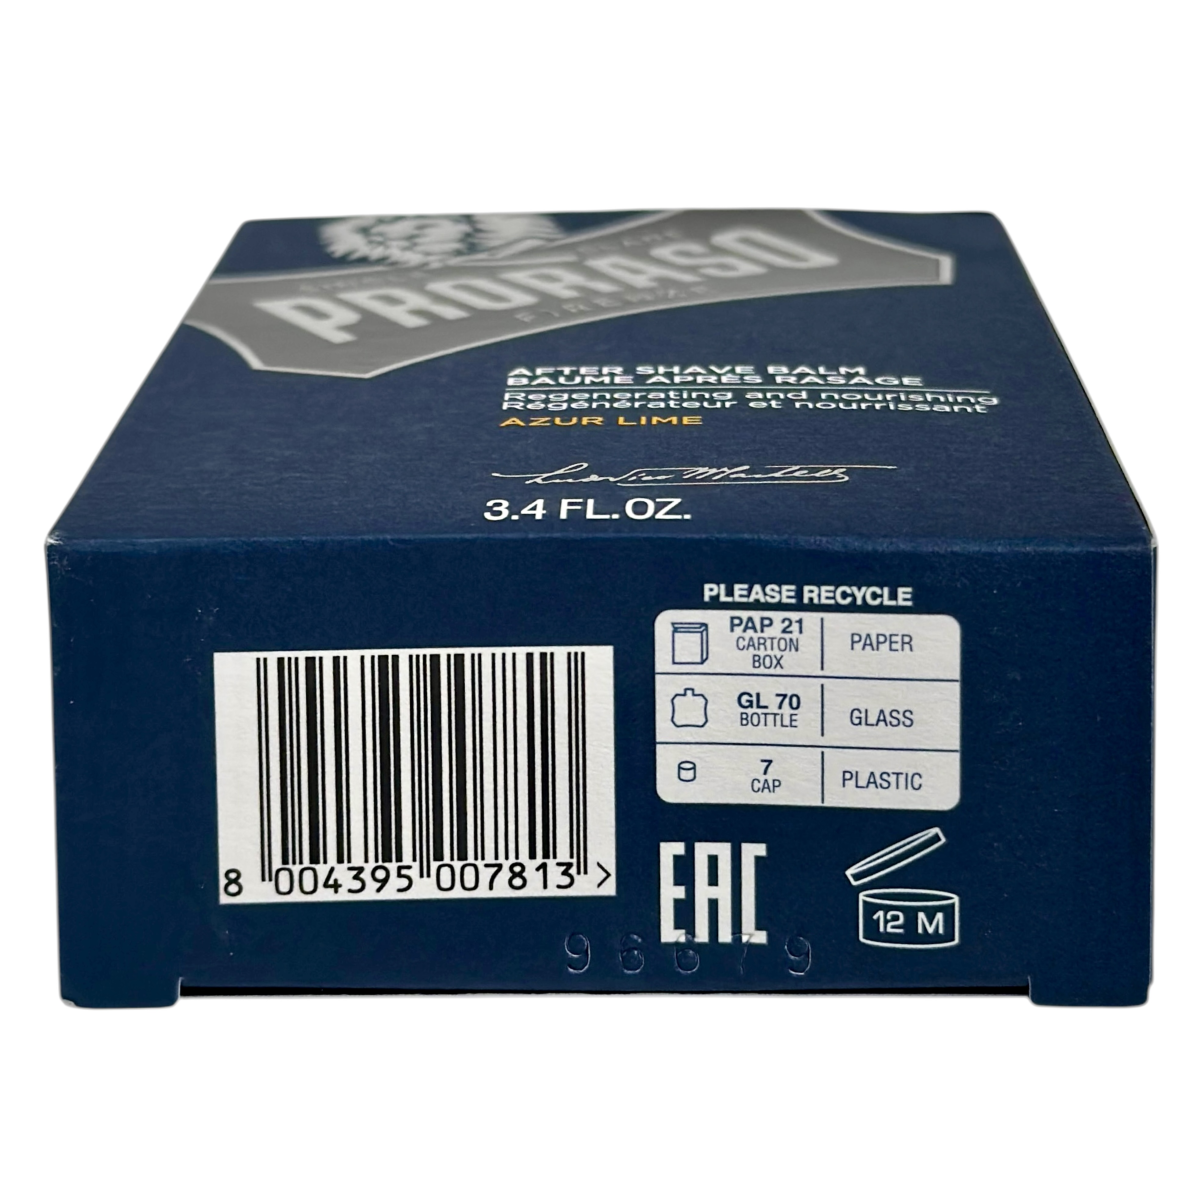 PRORASO
FIRENZE
AFTER SHAVE BALM
BAUME APRÈS RASAGE
Regenerating and nourishing
Régénérateur et nourrissant
AZUR LIME
Ludovico Martelli
3.4 FL.OZ.
PLEASE RECYCLE
PAP 21
CARTON
BOX
PAPER
GL 70
BOTTLE
GLASS
7
CAP
PLASTIC
8 004395 007813 >
EAC
12 M
96679